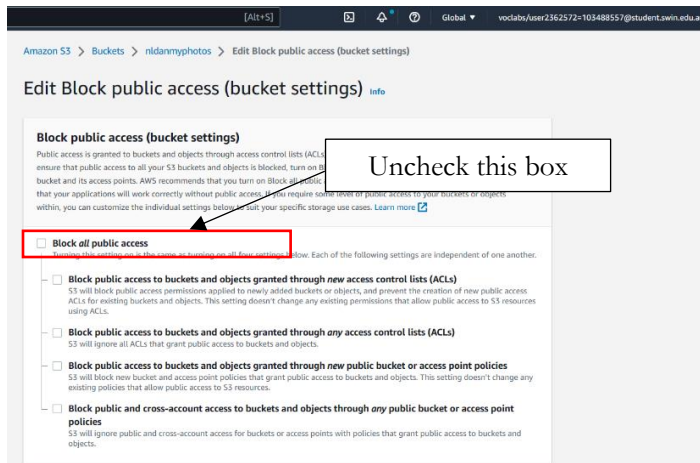 [Alt+S] Global ▼ voclabs/user2362572=103488557@student.swin.edu.a
Amazon S3 > Buckets > nldanmyphotos > Edit Block public access (bucket settings)
Edit Block public access (bucket settings) Info
Block public access (bucket settings)
Public access is granted to buckets and objects through access control lists (ACLs
ensure that public access to all your S3 buckets and objects is blocked, turn on Bl
bucket and its access points. AWS recommends that you turn on Block all public
that your applications will work correctly without public access. If you require some level of public access to your buckets or objects
within, you can customize the individual settings below to suit your specific storage use cases. Learn more
Uncheck this box
Block all public access
Turning this setting on is the same as turning on all four settings below. Each of the following settings are independent of one another.
Block public access to buckets and objects granted through new access control lists (ACLs)
S3 will block public access permissions applied to newly added buckets or objects, and prevent the creation of new public access
ACLs for existing buckets and objects. This setting doesn't change any existing permissions that allow public access to S3 resources
using ACLs.
Block public access to buckets and objects granted through any access control lists (ACLs)
S3 will ignore all ACLs that grant public access to buckets and objects.
Block public access to buckets and objects granted through new public bucket or access point policies
S3 will block new bucket and access point policies that grant public access to buckets and objects. This setting doesn't change any
existing policies that allow public access to S3 resources.
Block public and cross-account access to buckets and objects through any public bucket or access point
policies
S3 will ignore public and cross-account access for buckets or access points with policies that grant public access to buckets and
objects.